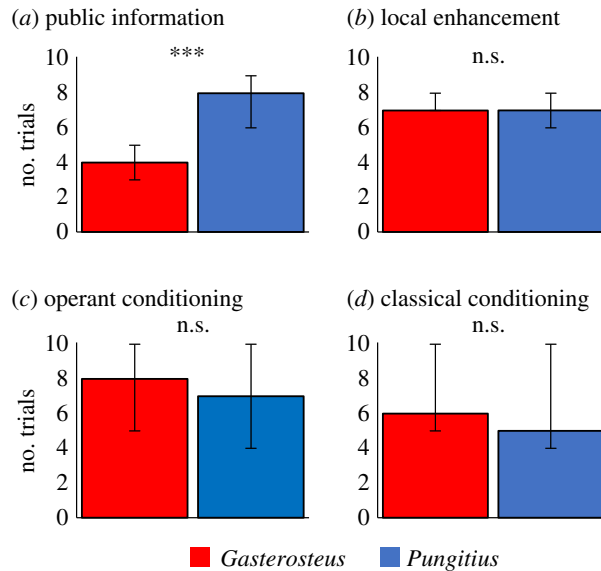 (a) public information
(b) local enhancement
***
n.s.
no. trials
10
8
6
4
2
0
10
8
6
4
2
0
(c) operant conditioning
(d) classical conditioning
n.s.
n.s.
no. trials
10
8
6
4
2
0
10
8
6
4
2
0
Gasterosteus
Pungitius